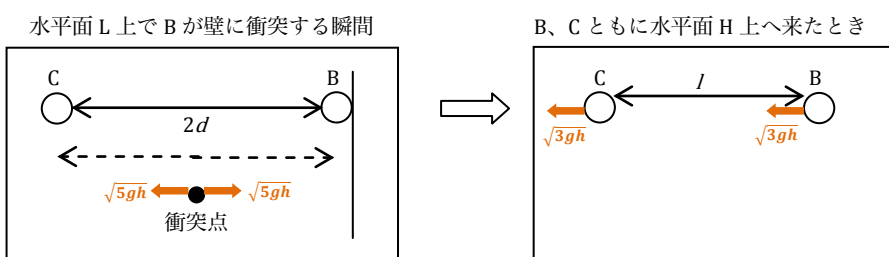 水平面 L 上で B が壁に衝突する瞬間
C
B
2d
√5gh
√5gh
衝突点
B、C ともに水平面 H 上へ来たとき
C
l
B
√3gh
√3gh